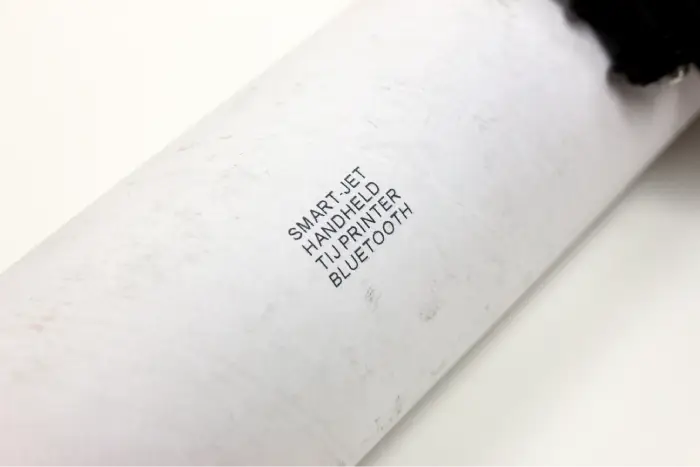 SMART-JET
HANDHELD
TIJ PRINTER
BLUETOOTH